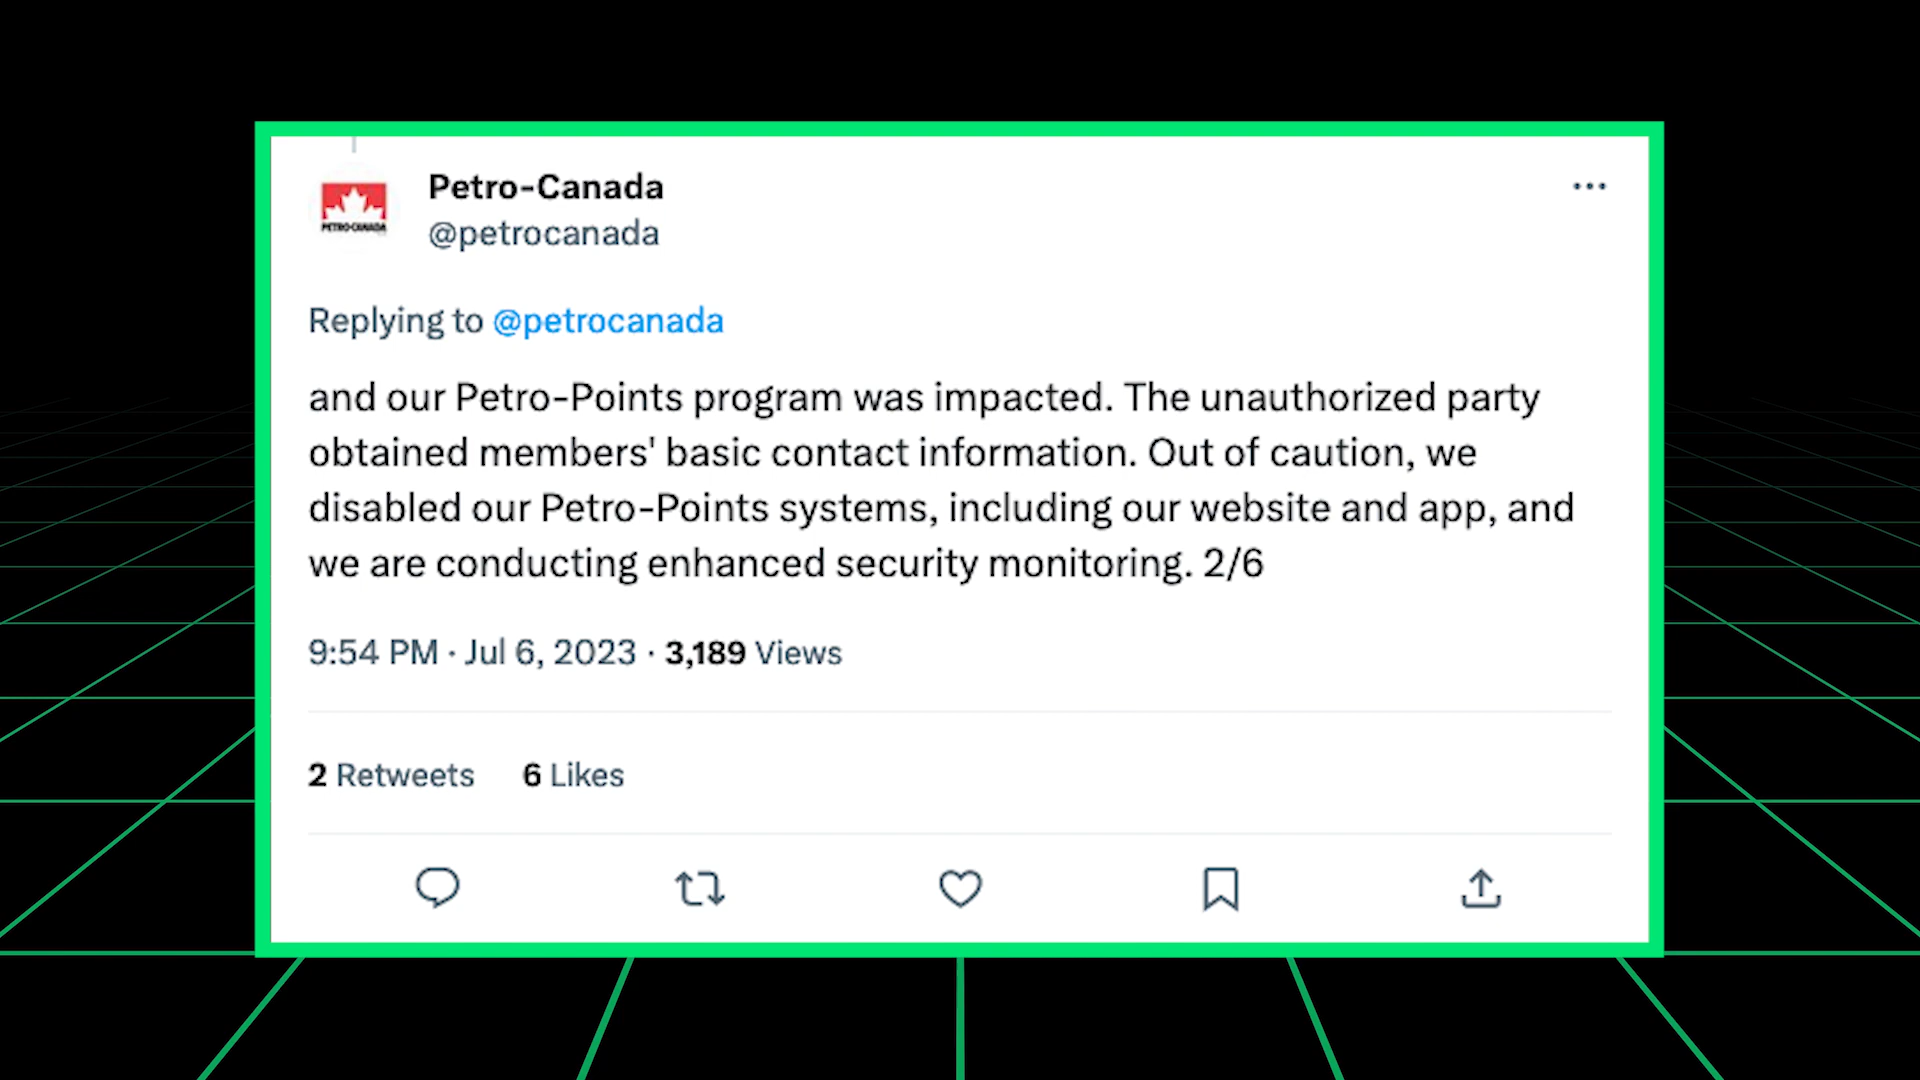 Petro-Canada
@petrocanada
PETRO-CANADA
Replying to @petrocanada
and our Petro-Points program was impacted. The unauthorized party
obtained members' basic contact information. Out of caution, we
disabled our Petro-Points systems, including our website and app, and
we are conducting enhanced security monitoring. 2/6
9:54 PM · Jul 6, 2023 · 3,189 Views
2 Retweets 6 Likes